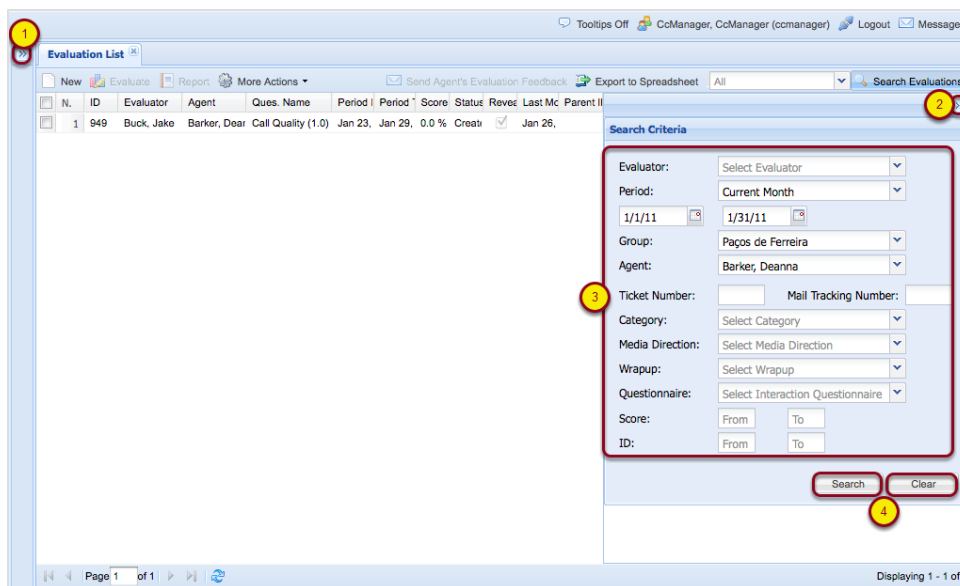 Tooltips Off CcManager, CcManager (ccmanager) Logout Message
1
Evaluation List
New Evaluate Report More Actions Send Agent's Evaluation Feedback Export to Spreadsheet All Search Evaluations
N. ID Evaluator Agent Ques. Name Period Period Score Status Revea Last Mo Parent I
2
1 949 Buck, Jake Barker, Dear Call Quality (1.0) Jan 23, Jan 29, 0.0 % Creat Jan 26,
Search Criteria
Evaluator: Select Evaluator
Period: Current Month
1/1/11 1/31/11
Group: Paços de Ferreira
Agent: Barker, Deanna
3
Ticket Number: Mail Tracking Number:
Category: Select Category
Media Direction: Select Media Direction
Wrapup: Select Wrapup
Questionnaire: Select Interaction Questionnaire
Score: From To
ID: From To
Search Clear
4
Page 1 of 1 Displaying 1 - 1 of